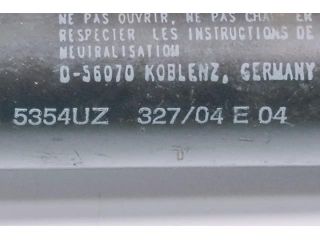 NE PAS OUVRIR, NE PAS
RESPECTER LES INSTRUCTIONS DE
NEUTRALISATION!
D-56070 KOBLENZ, GERMANY
5354UZ 327/04 E 04